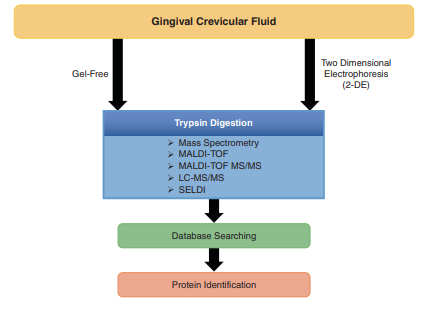 Gingival Crevicular Fluid
Gel-Free
Two Dimensional
Electrophoresis
(2-DE)
Trypsin Digestion
➢ Mass Spectrometry
➢ MALDI-TOF
➢ MALDI-TOF MS/MS
➢ LC-MS/MS
➢ SELDI
Database Searching
Protein Identification